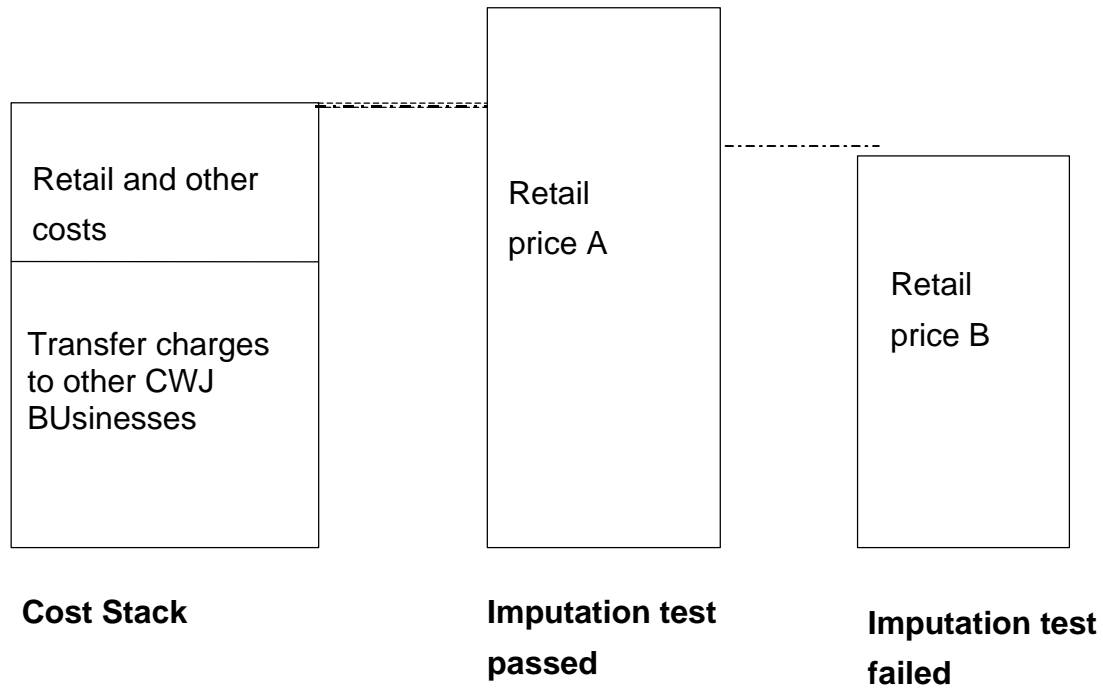 Retail and other
costs
Transfer charges
to other CWJ
BUsinesses
Retail
price A
Retail
price B
Cost Stack
Imputation test
passed
Imputation test
failed